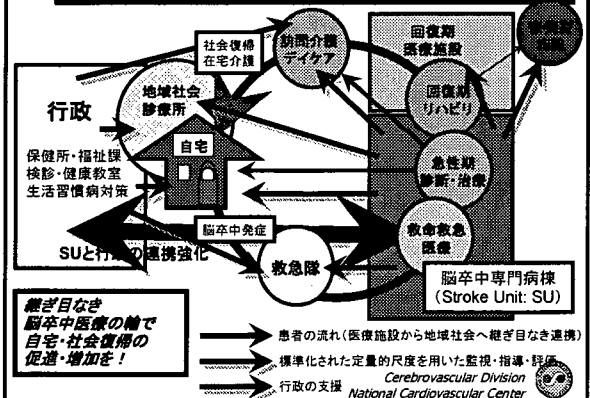 社会復帰
在宅介護
訪問介護
デイケア
回復期
医療施設
地域社会
診療所
行政
自宅
回復期
リハビリ
保健所・福祉課
検診・健康教室
生活習慣病対策
急性期
診断・治療
脳卒中発症
救命救急
医療
SUと行政の連携強化
救急隊
脳卒中専門病棟
(Stroke Unit: SU)
継ぎ目なき
脳卒中医療の輪で
自宅・社会復帰の
促進・増加を！
患者の流れ(医療施設から地域社会へ継ぎ目なき連携)
標準化された定量的尺度を用いた監視・指導・評価
行政の支援
Cerebrovascular Division
National Cardiovascular Center